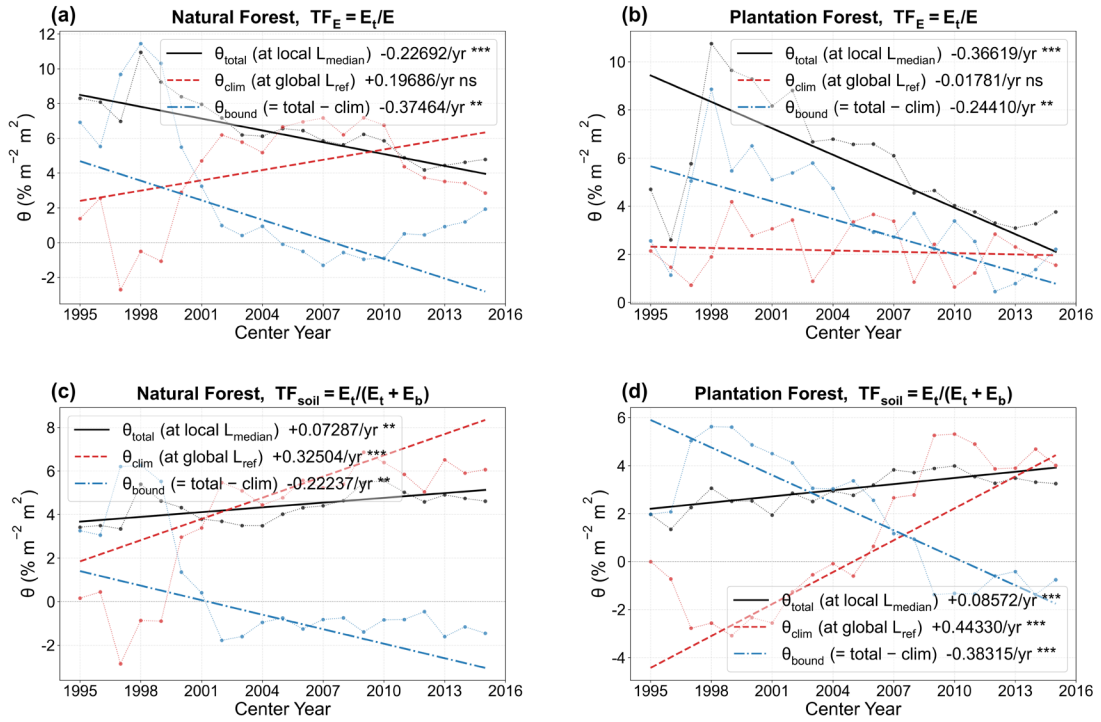 (a) Natural Forest, TF_E = E_t/E
θ (% m⁻² m²)
12
10
8
6
4
2
0
-2
θ_total (at local L_median) -0.22692/yr ***
θ_clim (at global L_ref) +0.19686/yr ns
θ_bound (= total − clim) -0.37464/yr **
1995 1998 2001 2004 2007 2010 2013 2016
Center Year
(b) Plantation Forest, TF_E = E_t/E
θ (% m⁻² m²)
10
8
6
4
2
0
θ_total (at local L_median) -0.36619/yr ***
θ_clim (at global L_ref) -0.01781/yr ns
θ_bound (= total − clim) -0.24410/yr **
1995 1998 2001 2004 2007 2010 2013 2016
Center Year
(c) Natural Forest, TF_soil = E_t/(E_t + E_b)
θ (% m⁻² m²)
8
6
4
2
0
-2
θ_total (at local L_median) +0.07287/yr **
θ_clim (at global L_ref) +0.32504/yr ***
θ_bound (= total − clim) -0.22237/yr **
1995 1998 2001 2004 2007 2010 2013 2016
Center Year
(d) Plantation Forest, TF_soil = E_t/(E_t + E_b)
θ (% m⁻² m²)
6
4
2
0
-2
-4
θ_total (at local L_median) +0.08572/yr ***
θ_clim (at global L_ref) +0.44330/yr ***
θ_bound (= total − clim) -0.38315/yr ***
1995 1998 2001 2004 2007 2010 2013 2016
Center Year